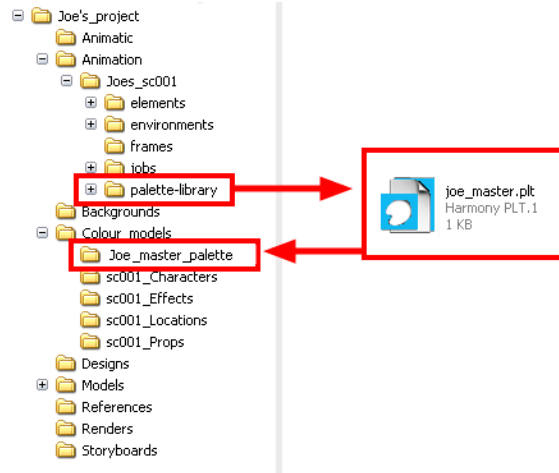 Joe's_project
Animatic
Animation
Joes_sc001
elements
environments
frames
jobs
palette-library
Backgrounds
Colour_models
Joe_master_palette
sc001_Characters
sc001_Effects
sc001_Locations
sc001_Props
Designs
Models
References
Renders
Storyboards
joe_master.plt
Harmony PLT.1
1 KB